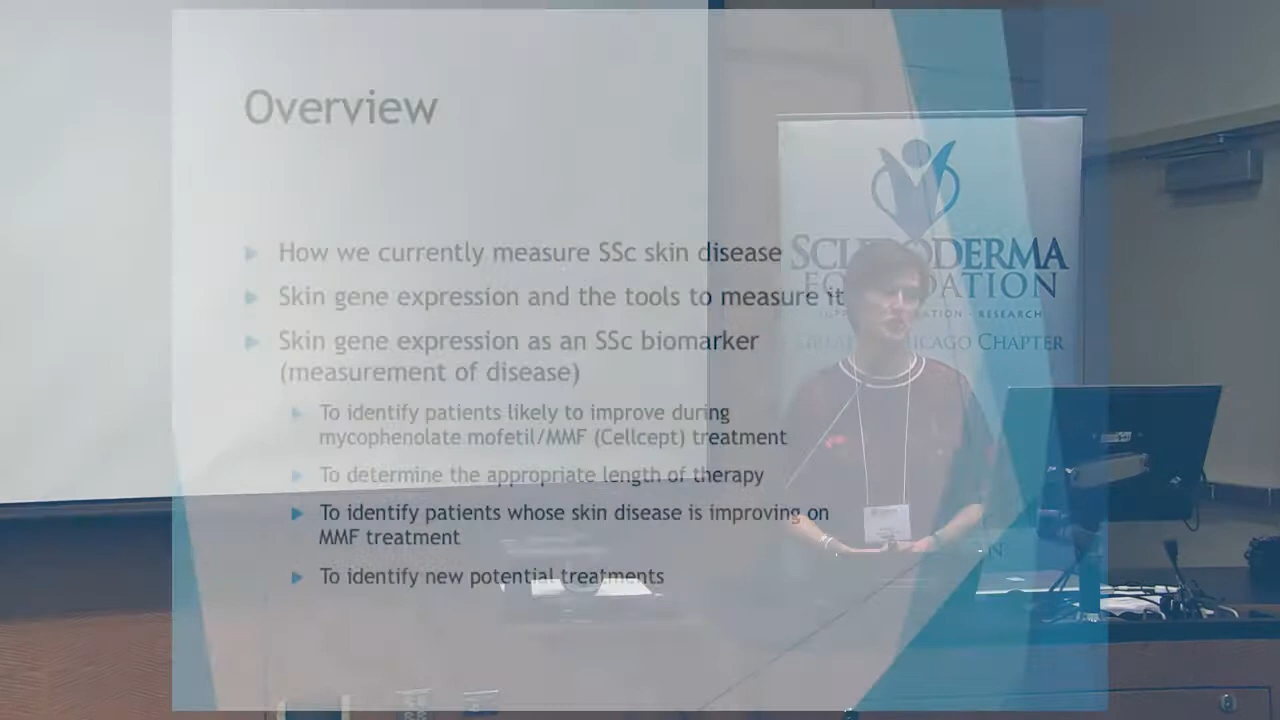 Overview
How we currently measure SSc skin disease
Skin gene expression and the tools to measure it
Skin gene expression as an SSc biomarker
(measurement of disease)
To identify patients likely to improve during
mycophenolate mofetil/MMF (Cellcept) treatment
To determine the appropriate length of therapy
To identify patients whose skin disease is improving on
MMF treatment
To identify new potential treatments
SCLERODERMA
FOUNDATION
RESEARCH
CHICAGO CHAPTER